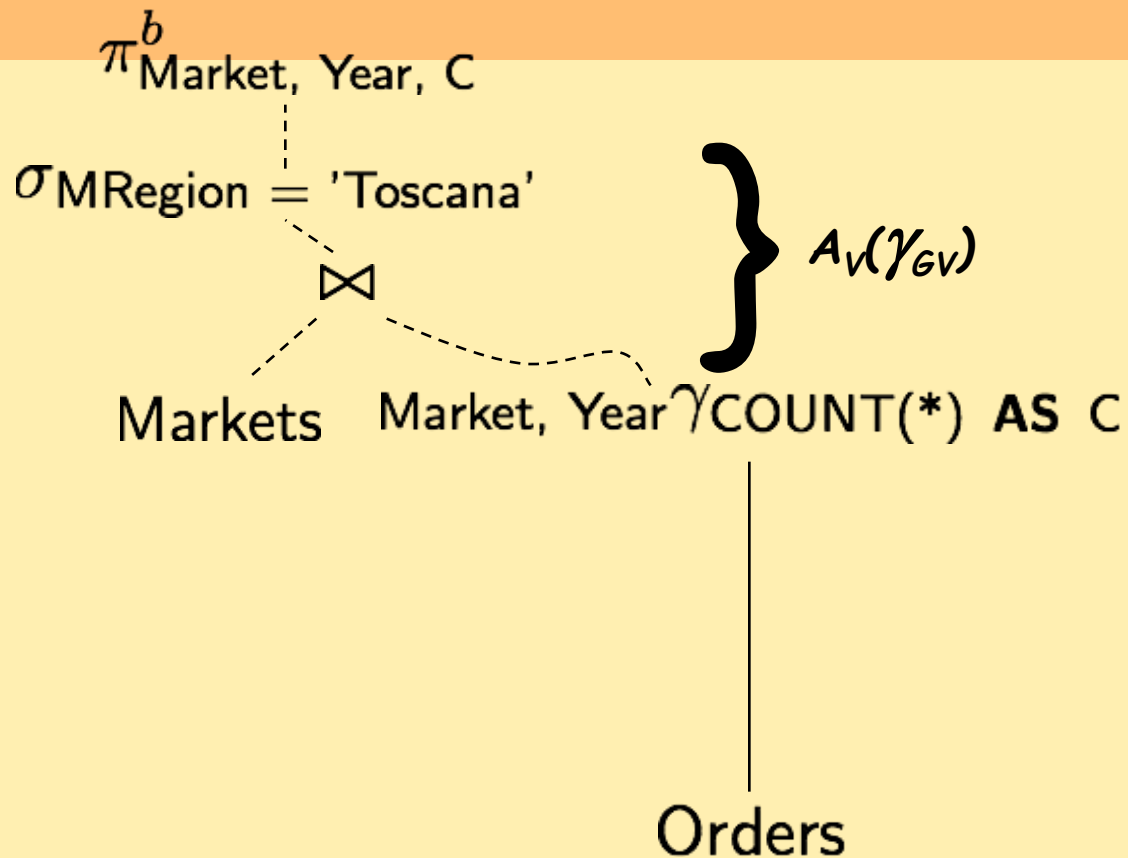 π^b Market, Year, C
σ MRegion = 'Toscana'
⋈
A_V(γ_GV)
Markets
Market, Year γ COUNT(*) AS C
Orders